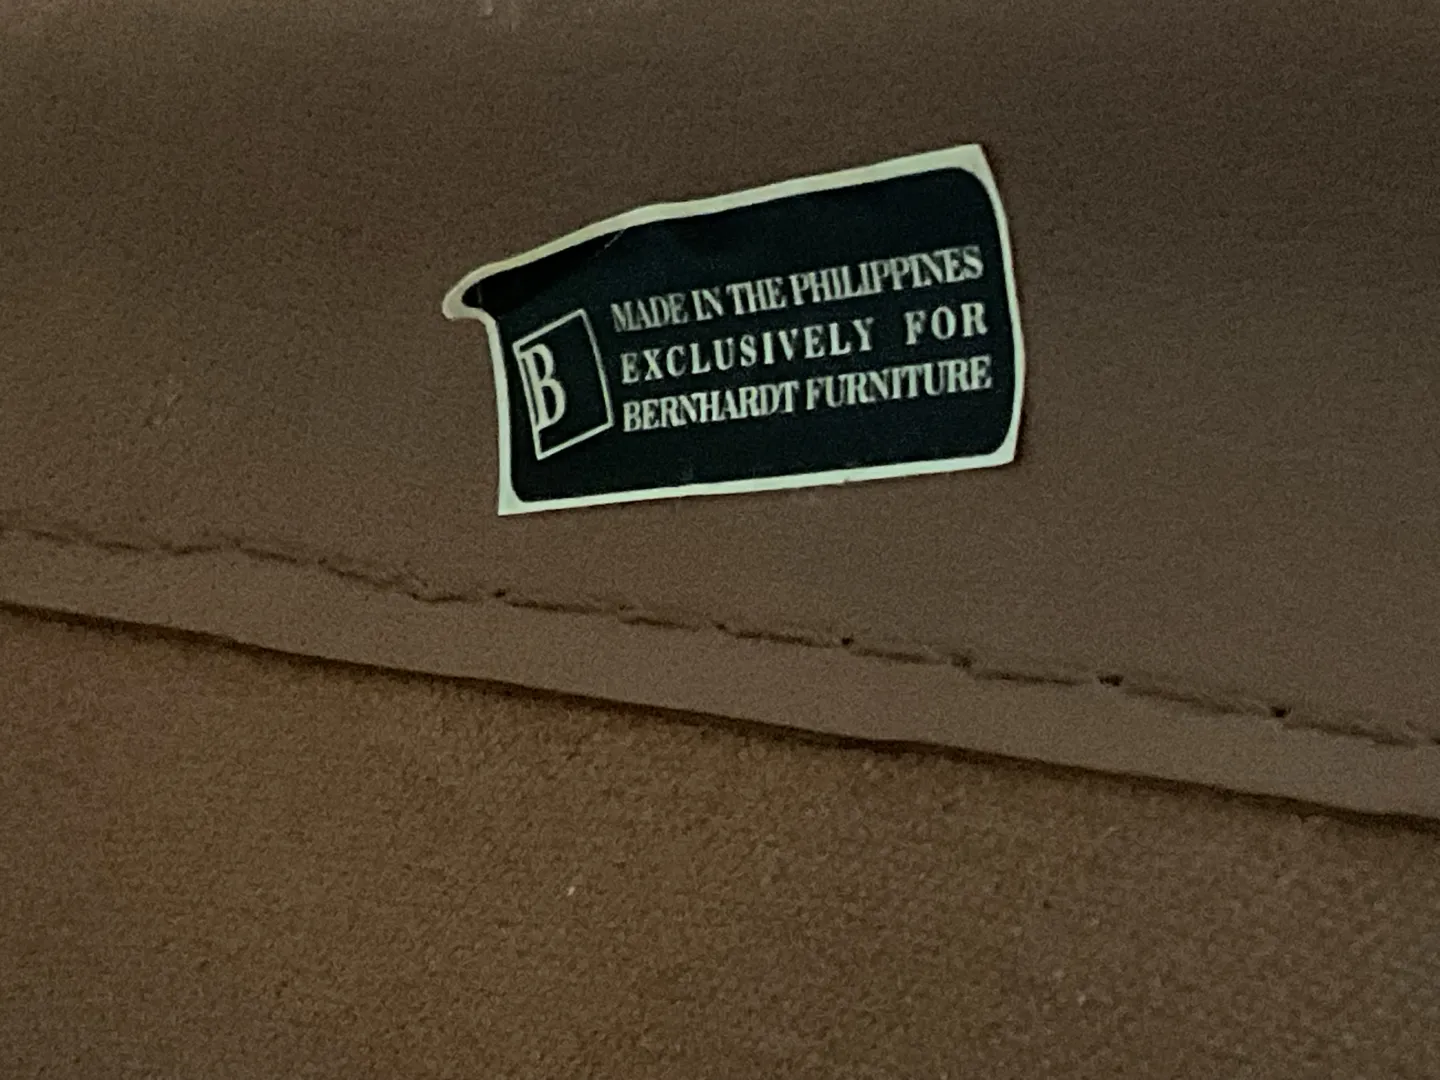 B
MADE IN THE PHILIPPINES
EXCLUSIVELY FOR
BERNHARDT FURNITURE